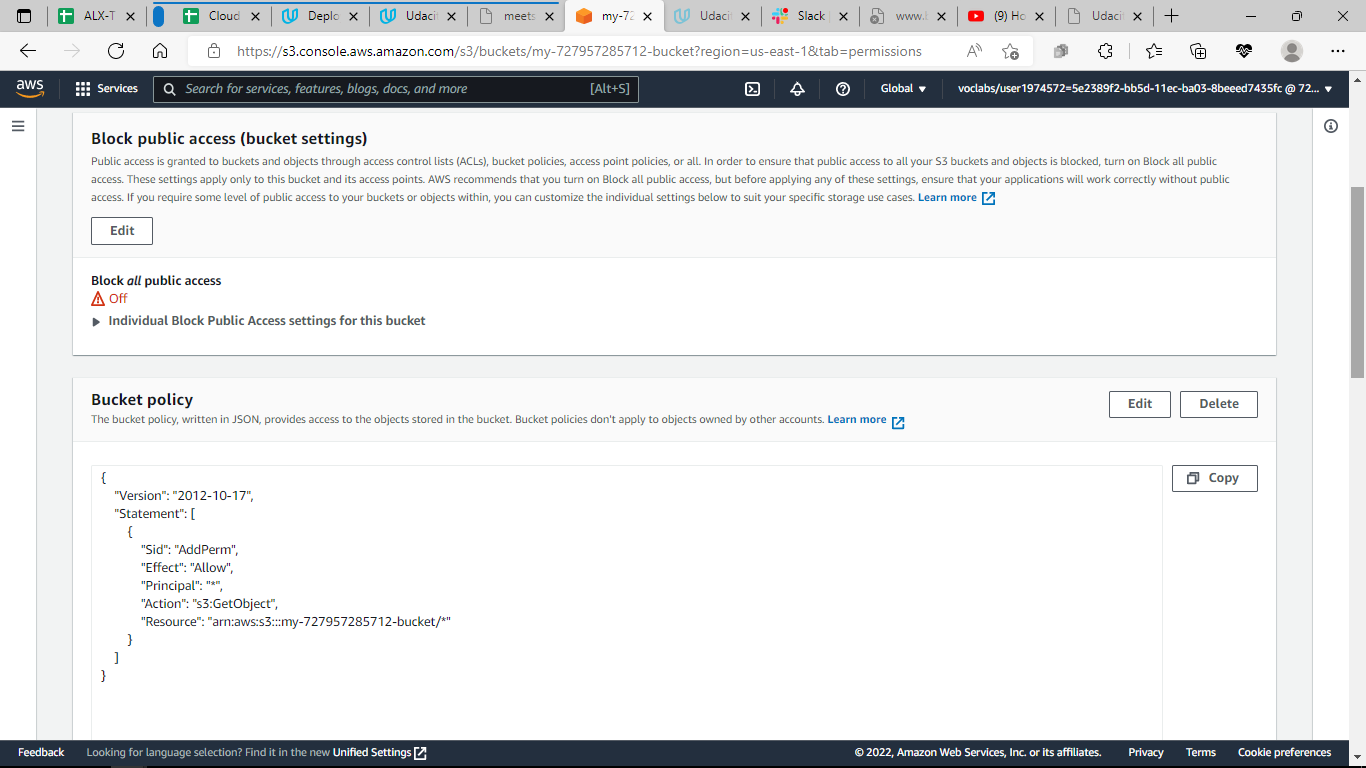 ALX-T
Cloud
Deplo
Udaci
meets
my-72
Udaci
Slack
www.
(9) Ho
Udaci
https://s3.console.aws.amazon.com/s3/buckets/my-727957285712-bucket?region=us-east-1&tab=permissions
aws
Services
Search for services, features, blogs, docs, and more
[Alt+S]
Global
voclabs/user1974572=5e2389f2-bb5d-11ec-ba03-8beeed7435fc @ 72...
Block public access (bucket settings)
Public access is granted to buckets and objects through access control lists (ACLs), bucket policies, access point policies, or all. In order to ensure that public access to all your S3 buckets and objects is blocked, turn on Block all public
access. These settings apply only to this bucket and its access points. AWS recommends that you turn on Block all public access, but before applying any of these settings, ensure that your applications will work correctly without public
access. If you require some level of public access to your buckets or objects within, you can customize the individual settings below to suit your specific storage use cases. Learn more
Edit
Block all public access
Off
Individual Block Public Access settings for this bucket
Bucket policy
The bucket policy, written in JSON, provides access to the objects stored in the bucket. Bucket policies don't apply to objects owned by other accounts. Learn more
Edit
Delete
Copy
{
"Version": "2012-10-17",
"Statement": [
{
"Sid": "AddPerm",
"Effect": "Allow",
"Principal": "*",
"Action": "s3:GetObject",
"Resource": "arn:aws:s3:::my-727957285712-bucket/*"
}
]
}
Feedback
Looking for language selection? Find it in the new Unified Settings
© 2022, Amazon Web Services, Inc. or its affiliates.
Privacy
Terms
Cookie preferences